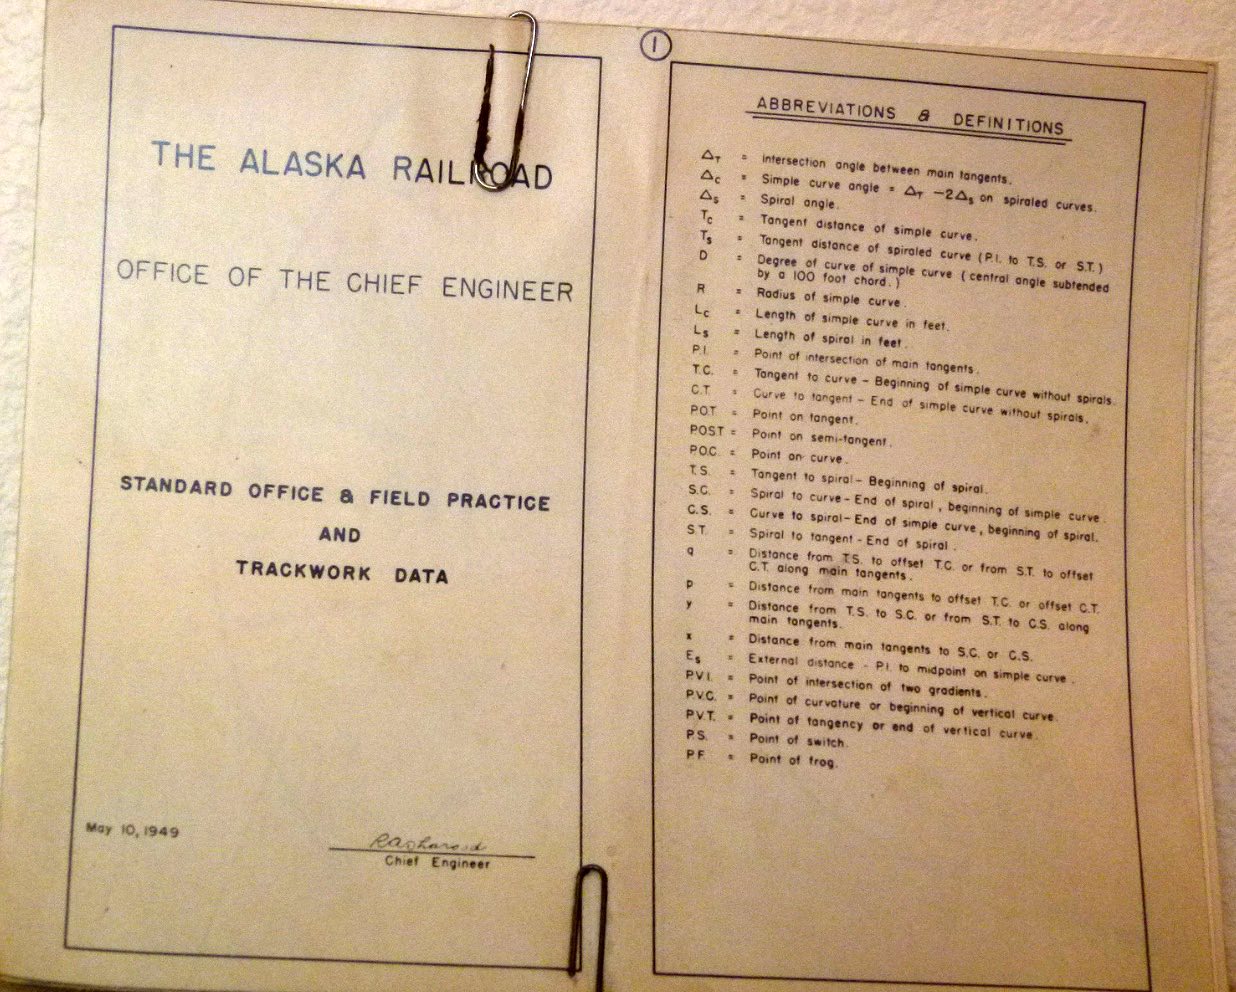 THE ALASKA RAILROAD
OFFICE OF THE CHIEF ENGINEER
STANDARD OFFICE & FIELD PRACTICE
AND
TRACKWORK DATA
May 10, 1949
Chief Engineer
1
ABBREVIATIONS & DEFINITIONS
△T = Intersection angle between main tangents.
△C = Simple curve angle = △T -2△s on spiraled curves.
△s = Spiral angle.
Tc = Tangent distance of simple curve.
Ts = Tangent distance of spiraled curve (P.I. to T.S. or S.T.)
D = Degree of curve of simple curve (central angle subtended
by a 100 foot chord.)
R = Radius of simple curve.
Lc = Length of simple curve in feet.
Ls = Length of spiral in feet.
P.I. = Point of intersection of main tangents.
T.C. = Tangent to curve - Beginning of simple curve without spirals.
C.T. = Curve to tangent - End of simple curve without spirals.
P.O.T = Point on tangent.
P.O.S.T = Point on semi-tangent.
P.O.C. = Point on curve.
T.S. = Tangent to spiral - Beginning of spiral.
S.C. = Spiral to curve - End of spiral, beginning of simple curve.
C.S. = Curve to spiral - End of simple curve, beginning of spiral.
S.T. = Spiral to tangent - End of spiral.
q = Distance from T.S. to offset T.C. or from S.T. to offset
C.T. along main tangents.
p = Distance from main tangents to offset T.C. or offset C.T.
y = Distance from T.S. to S.C. or from S.T. to C.S. along
main tangents.
x = Distance from main tangents to S.C. or C.S.
Es = External distance - P.I. to midpoint on simple curve.
P.V.I. = Point of intersection of two gradients.
P.V.C. = Point of curvature or beginning of vertical curve.
P.V.T. = Point of tangency or end of vertical curve.
P.S. = Point of switch.
P.F. = Point of frog.